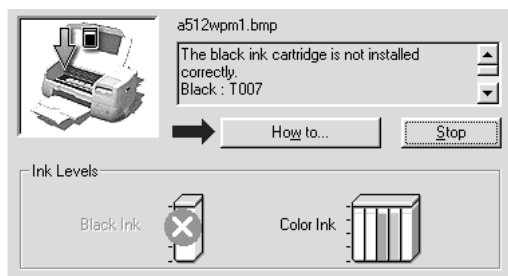 a512wpm1.bmp
The black ink cartridge is not installed
correctly.
Black : T007
How to...
Stop
Ink Levels
Black Ink
Color Ink